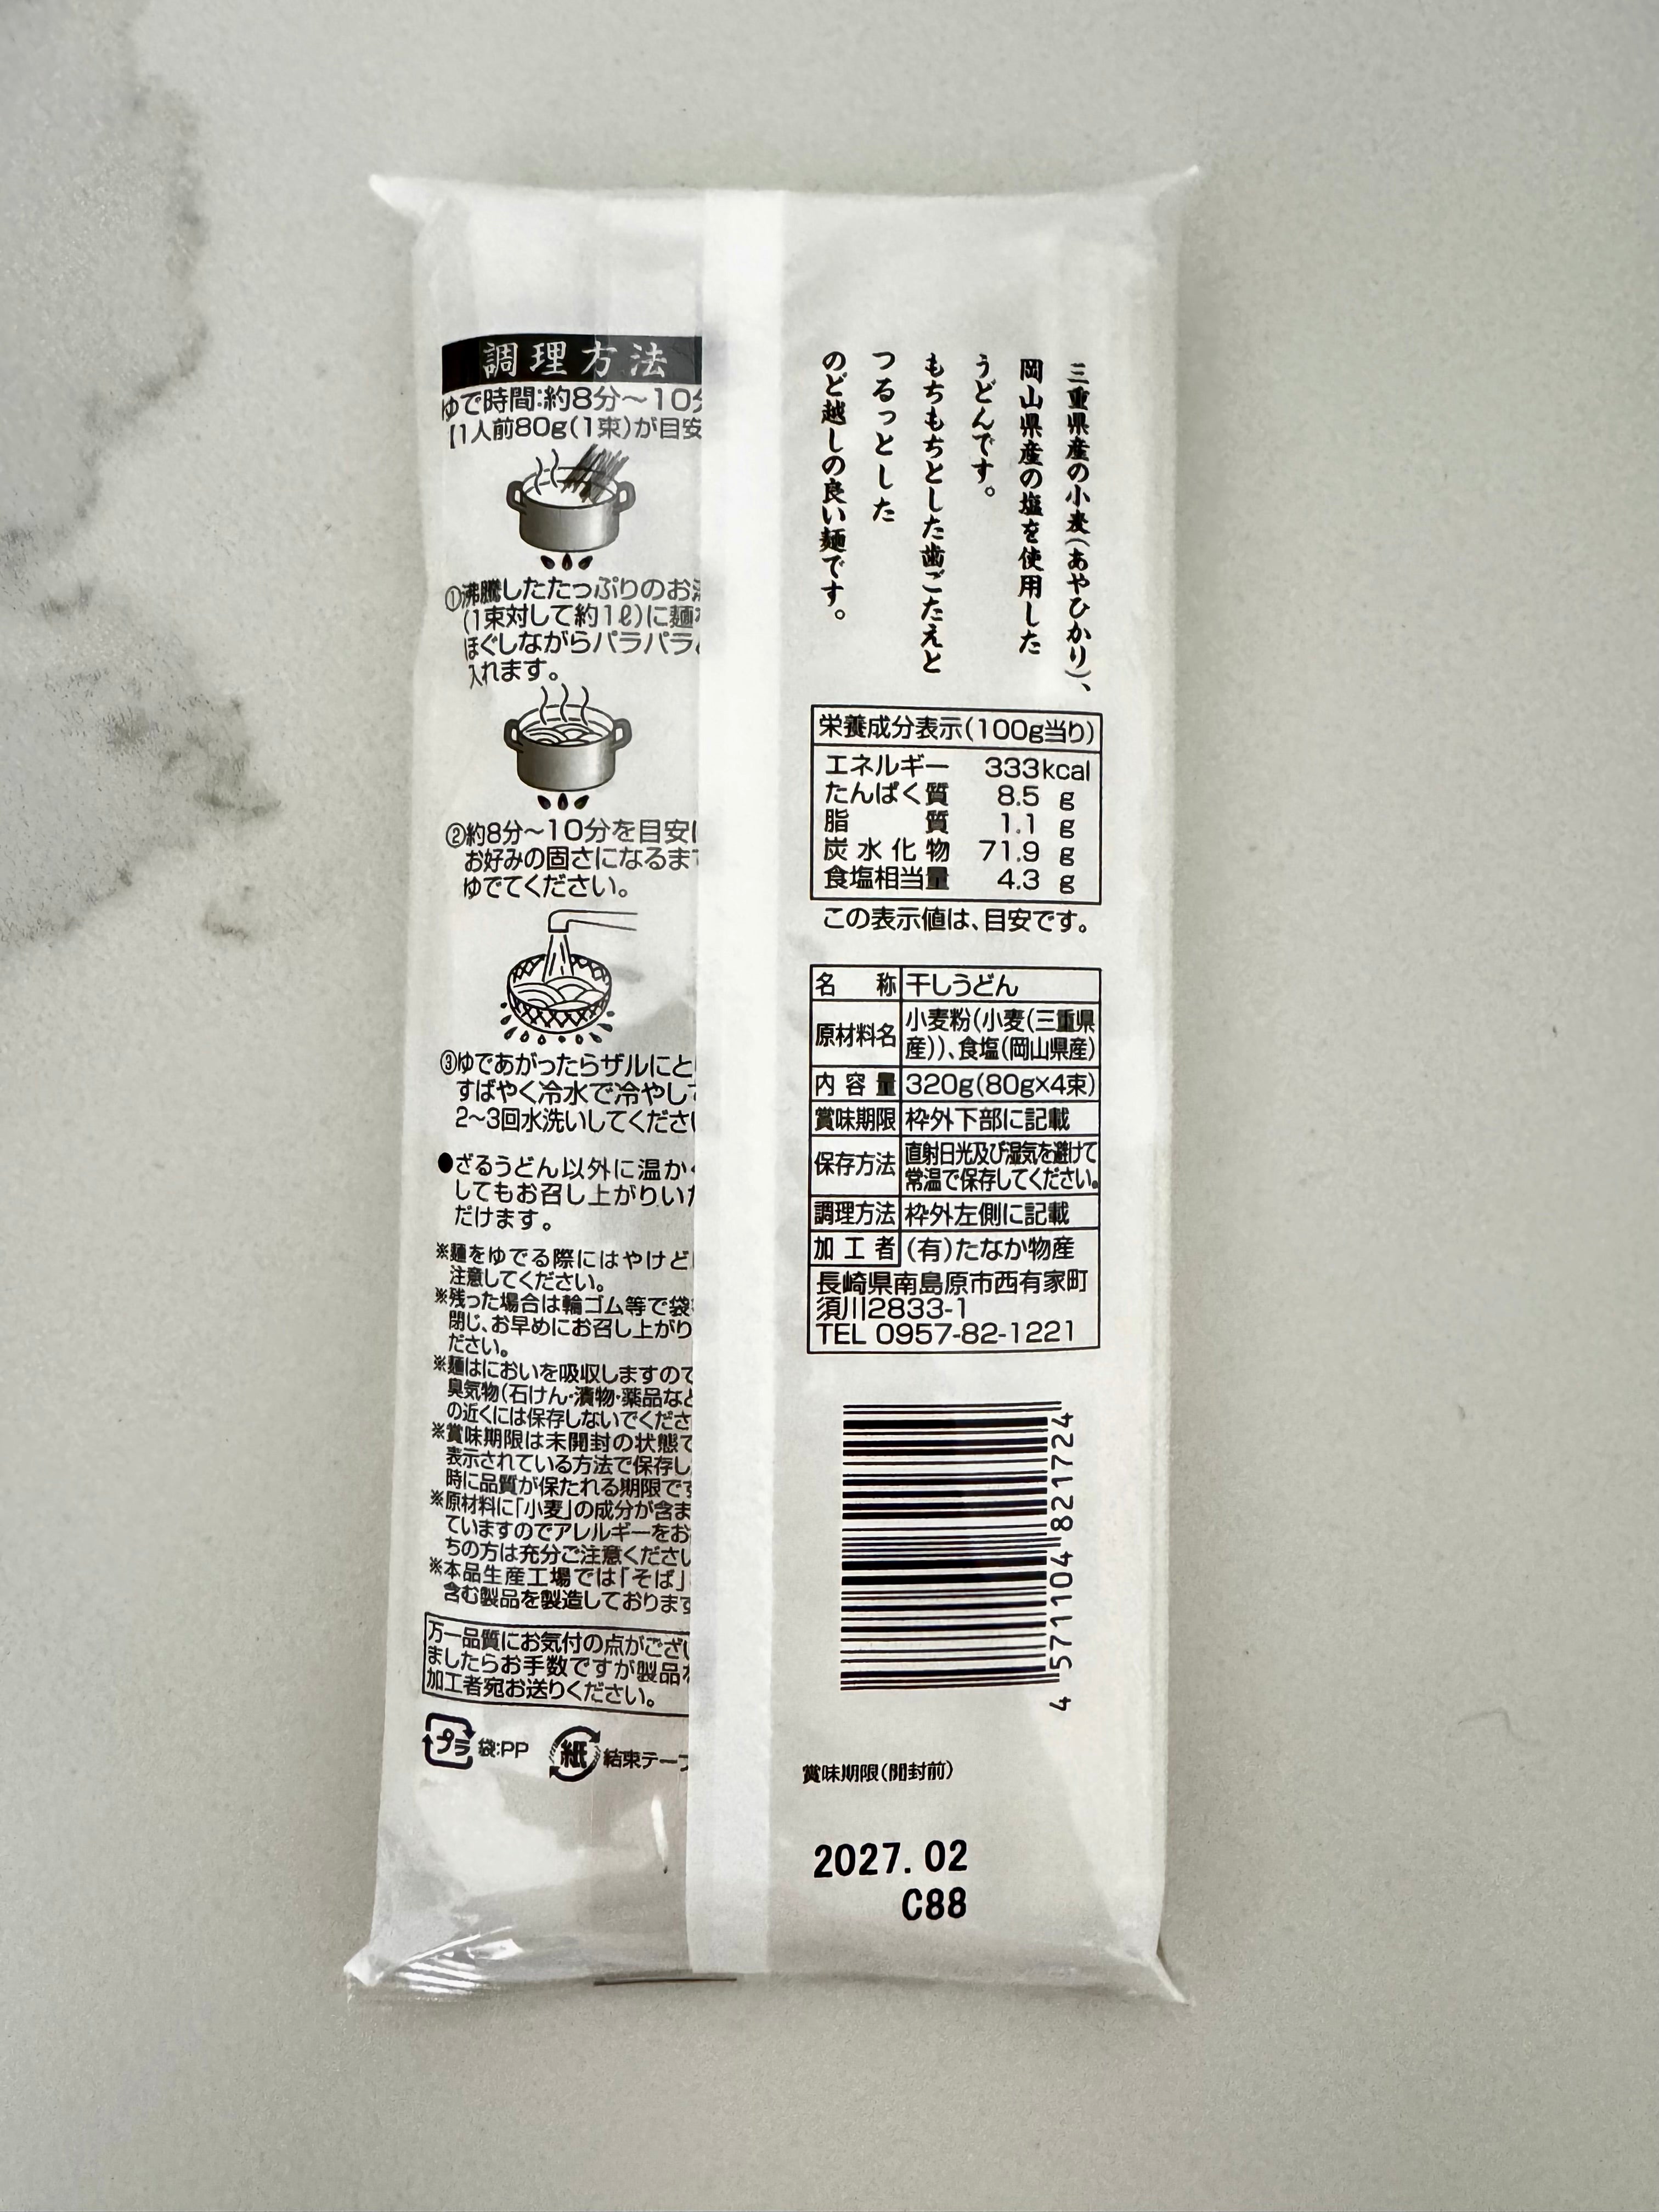 調理方法
ゆで時間:約8分～10分
【1人前80g(1束)が目安
①沸騰したたっぷりのお
(1束対して約1ℓ)に麺
ほぐしながらパラパラ
入れます。
②約8分～10分を目安に
お好みの固さになるま
ゆでてください。
③ゆであがったらザルにと
すばやく冷水で冷やし
2～3回水洗いしてくださ
●ざるうどん以外に温か
してもお召し上がりい
だけます。
※麺をゆでる際にはやけど
注意してください。
※残った場合は輪ゴム等で袋
閉じ、お早めにお召し上がり
ださい。
※麺はにおいを吸収しますので
臭気物(石けん・漬物・薬品など
の近くには保存しないでくださ
※賞味期限は未開封の状態で
表示されている方法で保存し
時に品質が保たれる期限です
※原材料に「小麦」の成分が含ま
ていますのでアレルギーをお
ちの方は充分ご注意ください
※本品生産工場では「そば」
含む製品を製造しております
万一品質にお気付の点がござい
ましたらお手数ですが製品
加工者宛お送りください。
プラ 袋:PP 紙 結束テープ
三重県産の小麦(あやひかり)、
岡山県産の塩を使用した
うどんです。
もちもちとした歯ごたえと
つるっとした
のど越しの良い麺です。
栄養成分表示(100g当り)
エネルギー 333kcal
たんぱく質 8.5 g
脂質 1.1 g
炭水化物 71.9 g
食塩相当量 4.3 g
この表示値は、目安です。
名称 干しうどん
原材料名 小麦粉(小麦(三重県
産))、食塩(岡山県産)
内容量 320g(80g×4束)
賞味期限 枠外下部に記載
保存方法 直射日光及び湿気を避けて
常温で保存してください。
調理方法 枠外左側に記載
加工者 (有)たなか物産
長崎県南島原市西有家町
須川2833-1
TEL 0957-82-1221
4 571104 821724
賞味期限(開封前)
2027.02
C88